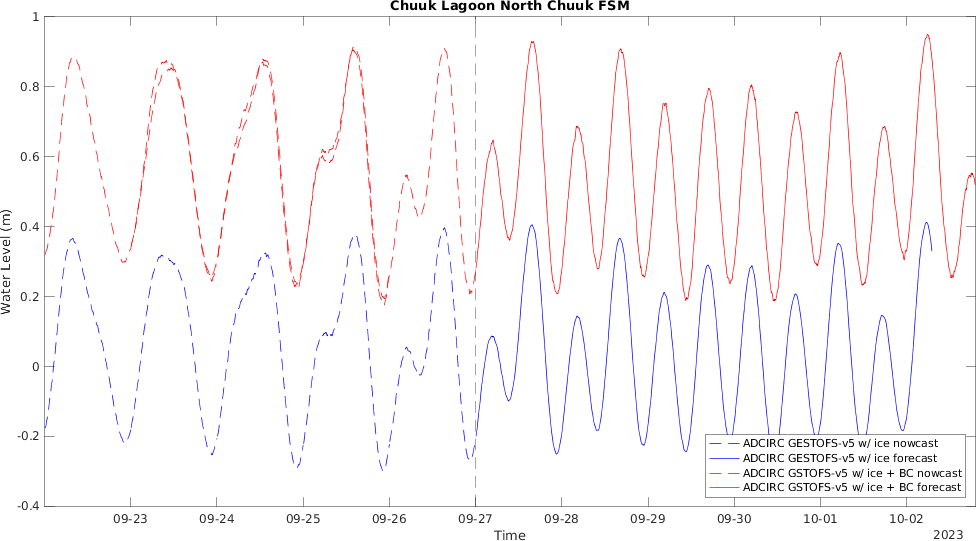 Chuuk Lagoon North Chuuk FSM
Water Level (m)
1
0.8
0.6
0.4
0.2
0
-0.2
-0.4
ADCIRC GESTOFS-v5 w/ ice nowcast
ADCIRC GESTOFS-v5 w/ ice forecast
ADCIRC GSTOFS-v5 w/ ice + BC nowcast
ADCIRC GSTOFS-v5 w/ ice + BC forecast
09-23 09-24 09-25 09-26 09-27 09-28 09-29 09-30 10-01 10-02
Time
2023